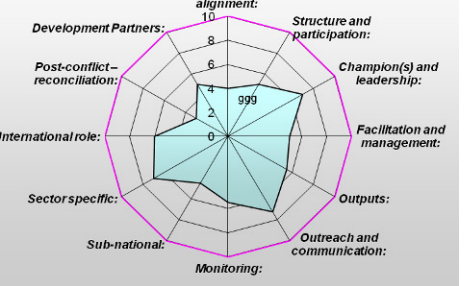 alignment:
10
8
6
4
2
0
ggg
Structure and
participation:
Champion(s) and
leadership:
Facilitation and
management:
Outputs:
Outreach and
communication:
Monitoring:
Sub-national:
Sector specific:
International role:
Post-conflict –
reconciliation:
Development Partners: